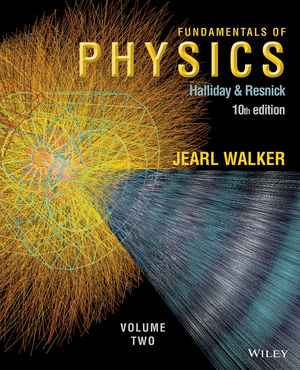 FUNDAMENTALS OF
PHYSICS
Halliday & Resnick
10th edition
JEARL WALKER
VOLUME
TWO
WILEY